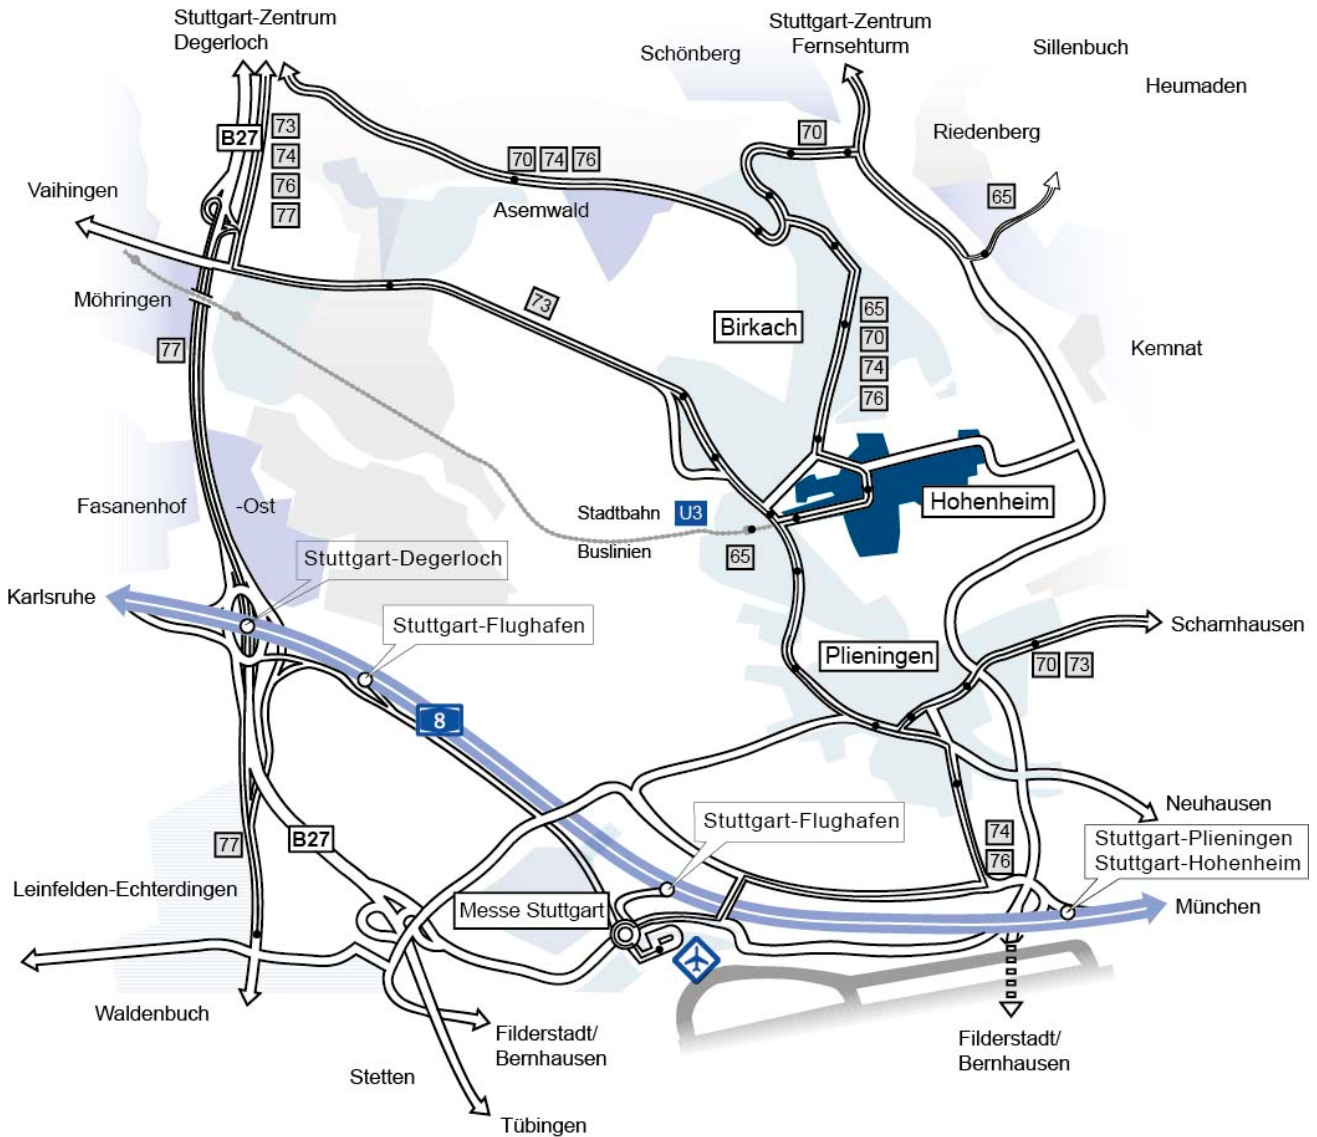 Stuttgart-Zentrum
Degerloch
Stuttgart-Zentrum
Fernsehturm
Schönberg
Sillenbuch
Heumaden
B27
73
74
76
77
70
Riedenberg
70 74 76
Vaihingen
65
Asemwald
Möhringen
73
65
70
74
76
Birkach
77
Kemnat
Fasanenhof
-Ost
Stadtbahn
U3
Buslinien
65
Hohenheim
Stuttgart-Degerloch
Karlsruhe
Stuttgart-Flughafen
Scharnhausen
Plieningen
70 73
8
Neuhausen
Stuttgart-Flughafen
74
76
Stuttgart-Plieningen
Stuttgart-Hohenheim
77
B27
Leinfelden-Echterdingen
Messe Stuttgart
München
Waldenbuch
Filderstadt/
Bernhausen
Filderstadt/
Bernhausen
Stetten
Tübingen